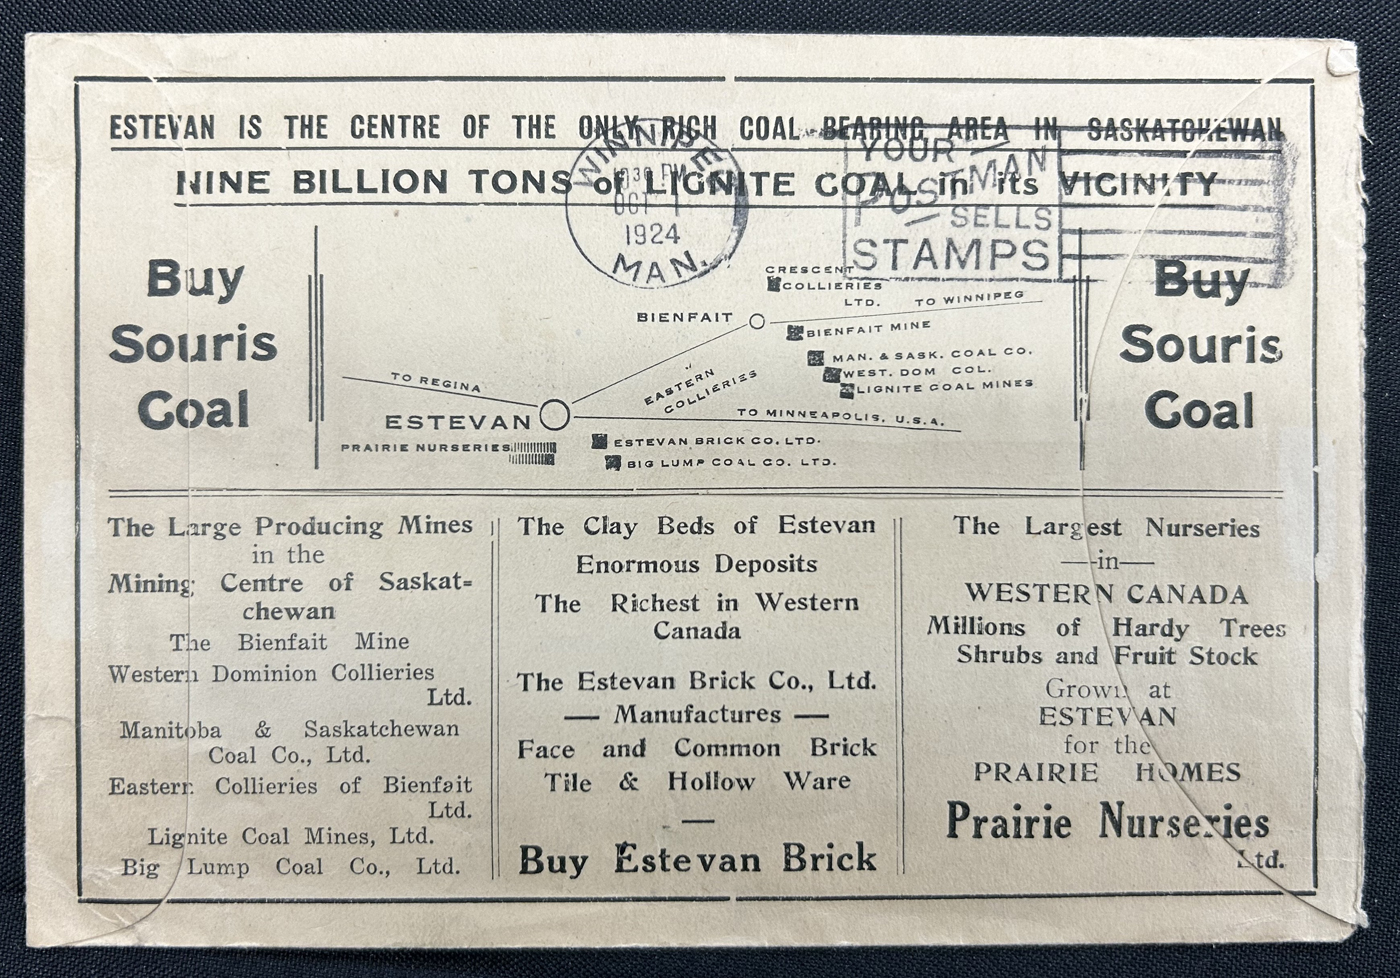 ESTEVAN IS THE CENTRE OF THE ONLY RICH COAL BEARING AREA IN SASKATCHEWAN
NINE BILLION TONS of LIGNITE COAL in its VICINITY
WINNIPEG
30 PM
OCT 1
1924
MAN.
YOUR
POSTMAN
SELLS
STAMPS
Buy
Souris
Coal
CRESCENT
COLLIERIES
LTD.
TO WINNIPEG
BIENFAIT
BIENFAIT MINE
MAN. & SASK. COAL CO.
WEST. DOM COL.
LIGNITE COAL MINES
EASTERN
COLLIERIES
TO REGINA
ESTEVAN
TO MINNEAPOLIS, U.S.A.
PRAIRIE NURSERIES
ESTEVAN BRICK CO. LTD.
BIG LUMP COAL CO. LTD.
Buy
Souris
Coal
The Large Producing Mines
in the
Mining Centre of Saskat=
chewan
The Bienfait Mine
Western Dominion Collieries
Ltd.
Manitoba & Saskatchewan
Coal Co., Ltd.
Eastern Collieries of Bienfait
Ltd.
Lignite Coal Mines, Ltd.
Big Lump Coal Co., Ltd.
The Clay Beds of Estevan
Enormous Deposits
The Richest in Western
Canada
The Estevan Brick Co., Ltd.
— Manufactures —
Face and Common Brick
Tile & Hollow Ware
—
Buy Estevan Brick
The Largest Nurseries
—in—
WESTERN CANADA
Millions of Hardy Trees
Shrubs and Fruit Stock
Grown at
ESTEVAN
for the
PRAIRIE HOMES
Prairie Nurseries
Ltd.